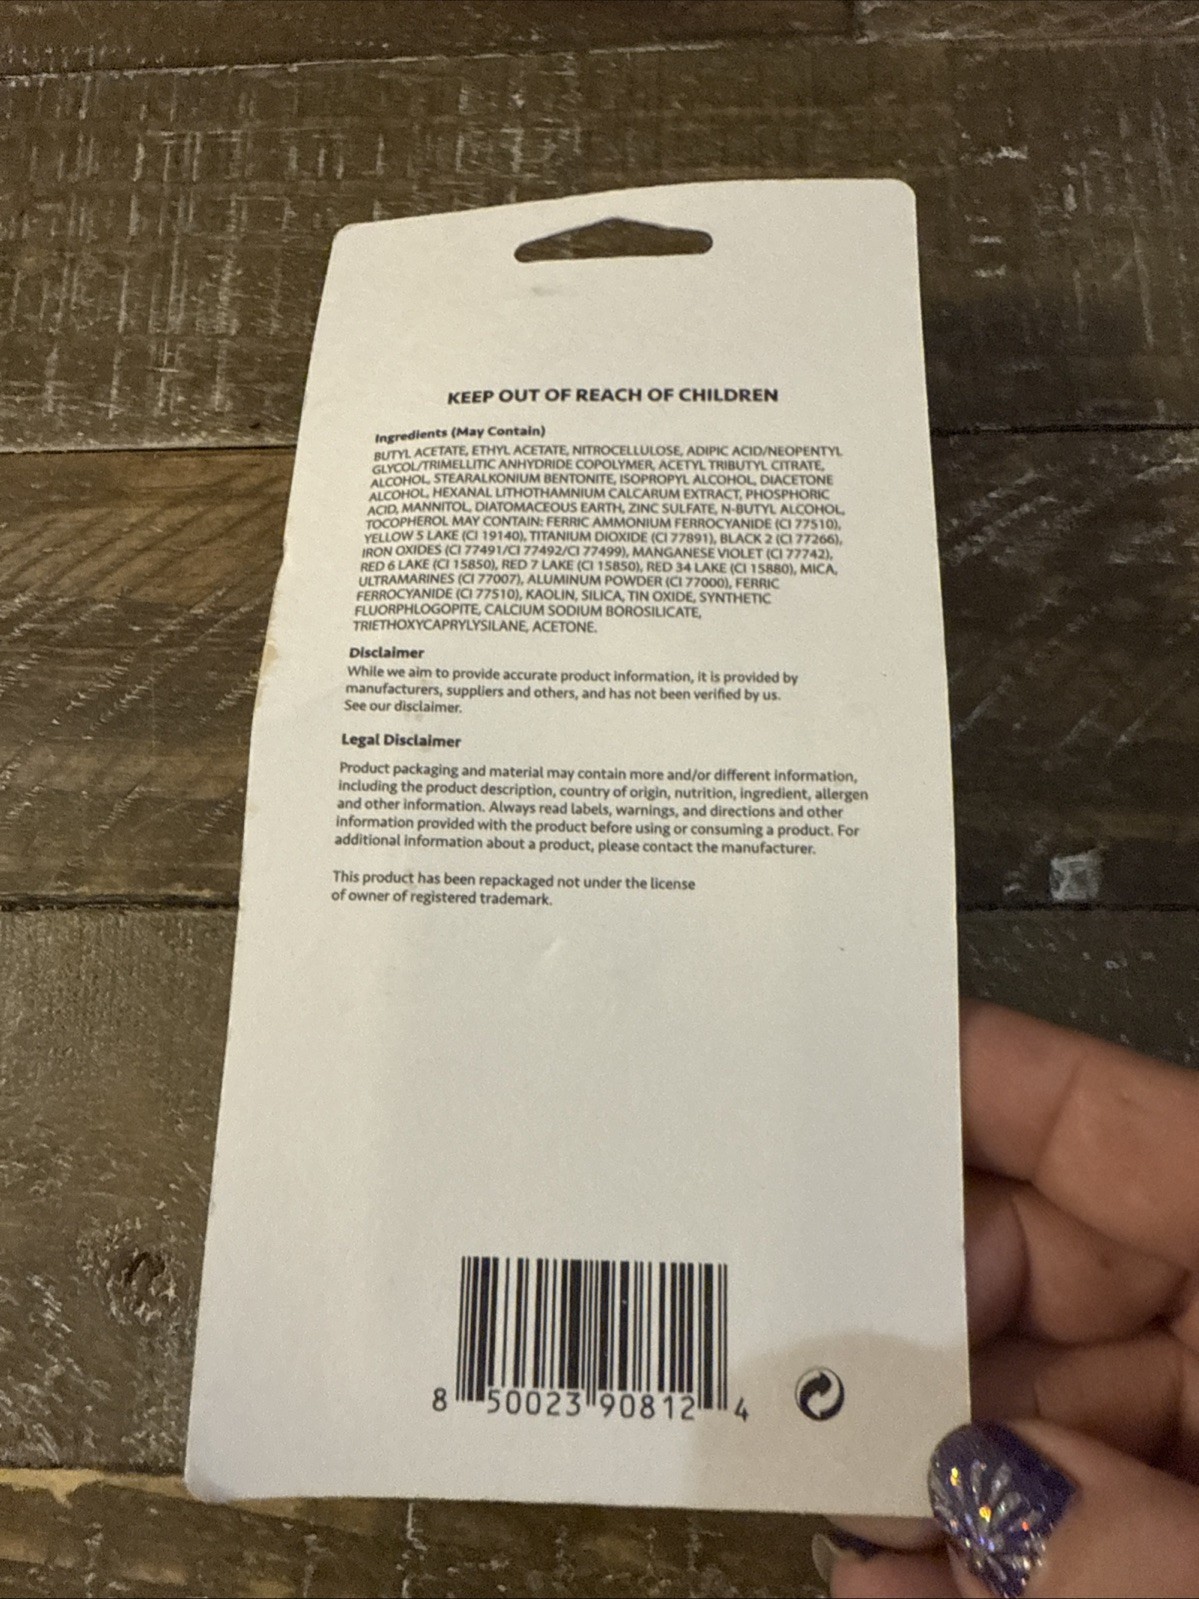 KEEP OUT OF REACH OF CHILDREN
Ingredients (May Contain)
BUTYL ACETATE, ETHYL ACETATE, NITROCELLULOSE, ADIPIC ACID/NEOPENTYL
GLYCOL/TRIMELLITIC ANHYDRIDE COPOLYMER, ACETYL TRIBUTYL CITRATE,
ALCOHOL, STEARALKONIUM BENTONITE, ISOPROPYL ALCOHOL, DIACETONE
ALCOHOL, HEXANAL LITHOTHAMNIUM CALCARUM EXTRACT, PHOSPHORIC
ACID, MANNITOL, DIATOMACEOUS EARTH, ZINC SULFATE, N-BUTYL ALCOHOL,
TOCOPHEROL MAY CONTAIN: FERRIC AMMONIUM FERROCYANIDE (CI 77510),
YELLOW 5 LAKE (CI 19140), TITANIUM DIOXIDE (CI 77891), BLACK 2 (CI 77266),
IRON OXIDES (CI 77491/CI 77492/CI 77499), MANGANESE VIOLET (CI 77742),
RED 6 LAKE (CI 15850), RED 7 LAKE (CI 15850), RED 34 LAKE (CI 15880), MICA,
ULTRAMARINES (CI 77007), ALUMINUM POWDER (CI 77000), FERRIC
FERROCYANIDE (CI 77510), KAOLIN, SILICA, TIN OXIDE, SYNTHETIC
FLUORPHLOGOPITE, CALCIUM SODIUM BOROSILICATE,
TRIETHOXYCAPRYLYSILANE, ACETONE.
Disclaimer
While we aim to provide accurate product information, it is provided by
manufacturers, suppliers and others, and has not been verified by us.
See our disclaimer.
Legal Disclaimer
Product packaging and material may contain more and/or different information,
including the product description, country of origin, nutrition, ingredient, allergen
and other information. Always read labels, warnings, and directions and other
information provided with the product before using or consuming a product. For
additional information about a product, please contact the manufacturer.
This product has been repackaged not under the license
of owner of registered trademark.
8 50023 90812 4